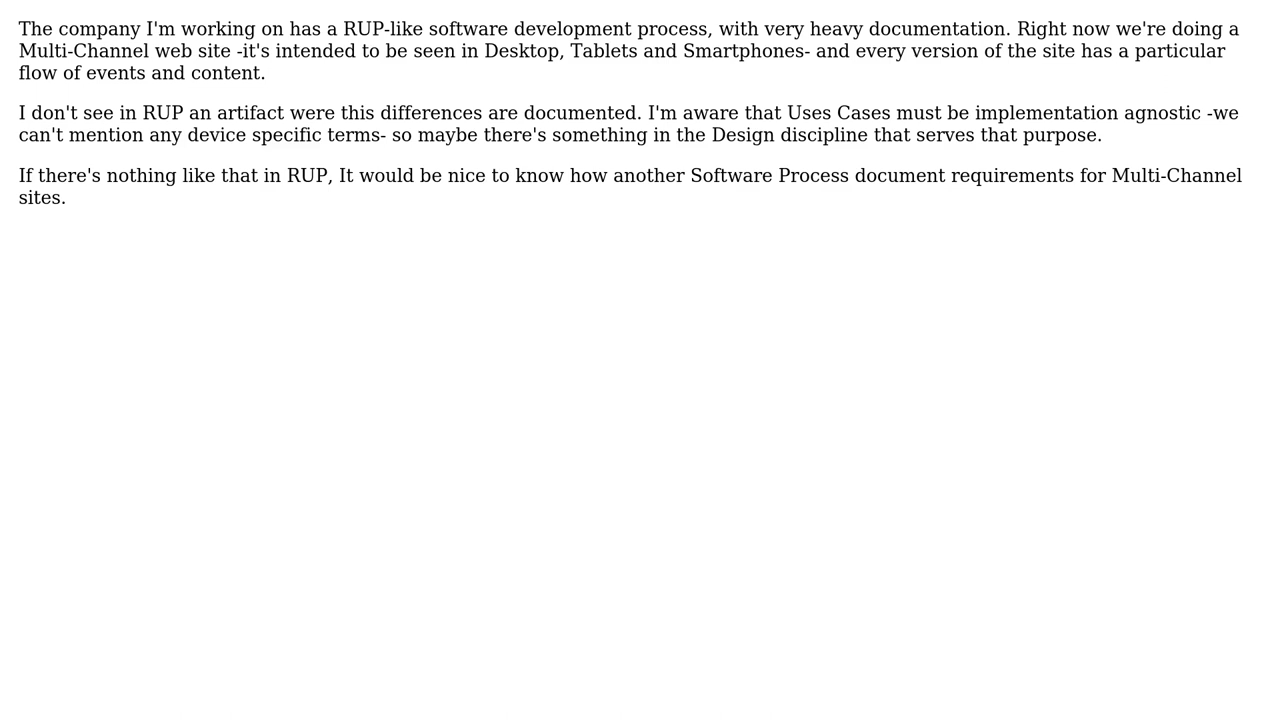 The company I'm working on has a RUP-like software development process, with very heavy documentation. Right now we're doing a
Multi-Channel web site -it's intended to be seen in Desktop, Tablets and Smartphones- and every version of the site has a particular
flow of events and content.
I don't see in RUP an artifact were this differences are documented. I'm aware that Uses Cases must be implementation agnostic -we
can't mention any device specific terms- so maybe there's something in the Design discipline that serves that purpose.
If there's nothing like that in RUP, It would be nice to know how another Software Process document requirements for Multi-Channel
sites.